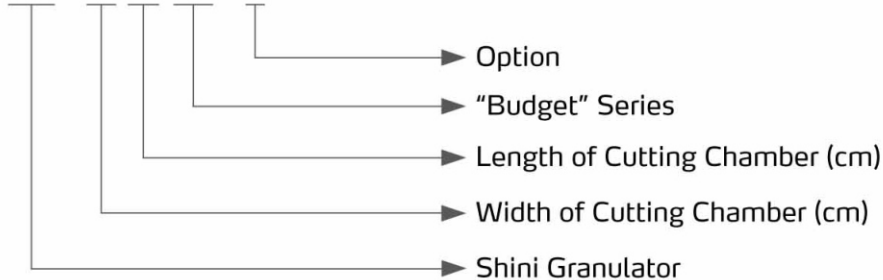 Option
“Budget” Series
Length of Cutting Chamber (cm)
Width of Cutting Chamber (cm)
Shini Granulator